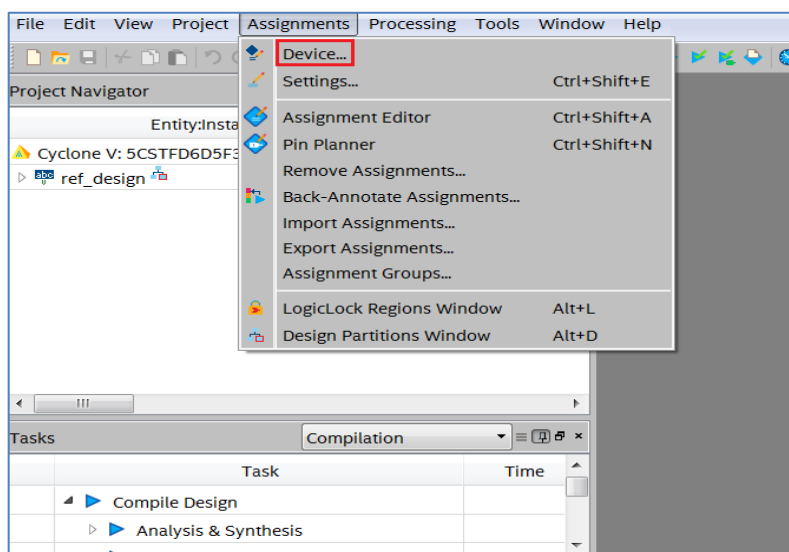 File Edit View Project Assignments Processing Tools Window Help
Device...
Project Navigator
Settings... Ctrl+Shift+E
Entity:Insta
Assignment Editor Ctrl+Shift+A
Cyclone V: 5CSTFD6D5F3
Pin Planner Ctrl+Shift+N
abc ref_design
Remove Assignments...
Back-Annotate Assignments...
Import Assignments...
Export Assignments...
Assignment Groups...
LogicLock Regions Window Alt+L
Design Partitions Window Alt+D
Tasks Compilation
Task Time
Compile Design
Analysis & Synthesis